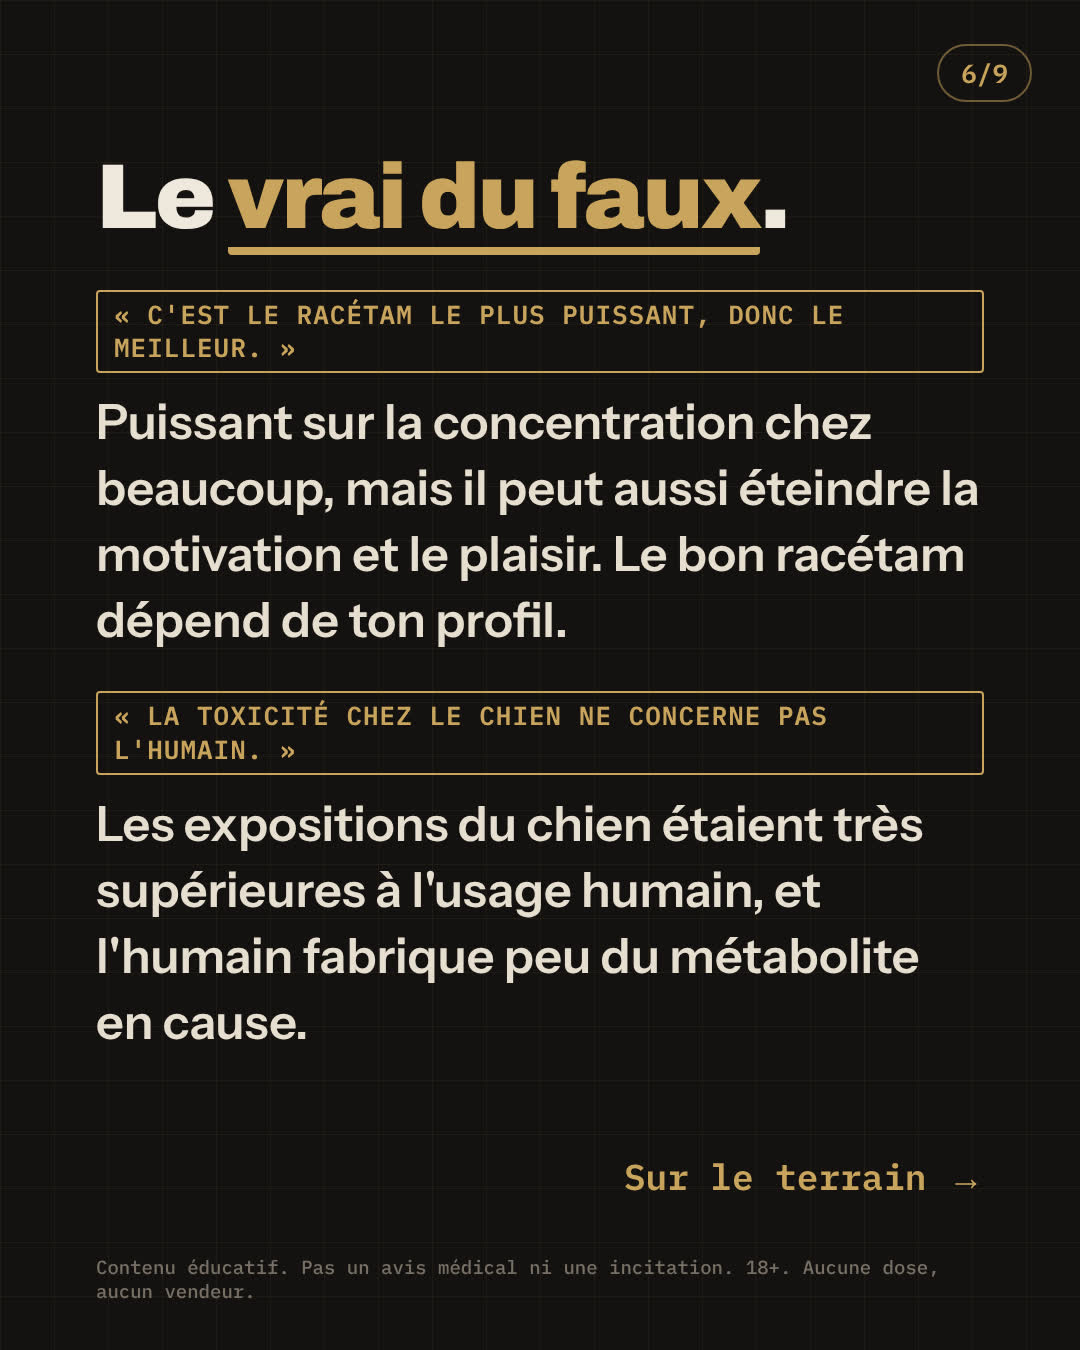 6/9
Le vrai du faux.
« C'EST LE RACÉTAM LE PLUS PUISSANT, DONC LE
MEILLEUR. »
Puissant sur la concentration chez
beaucoup, mais il peut aussi éteindre la
motivation et le plaisir. Le bon racétam
dépend de ton profil.
« LA TOXICITÉ CHEZ LE CHIEN NE CONCERNE PAS
L'HUMAIN. »
Les expositions du chien étaient très
supérieures à l'usage humain, et
l'humain fabrique peu du métabolite
en cause.
Sur le terrain →
Contenu éducatif. Pas un avis médical ni une incitation. 18+. Aucune dose,
aucun vendeur.